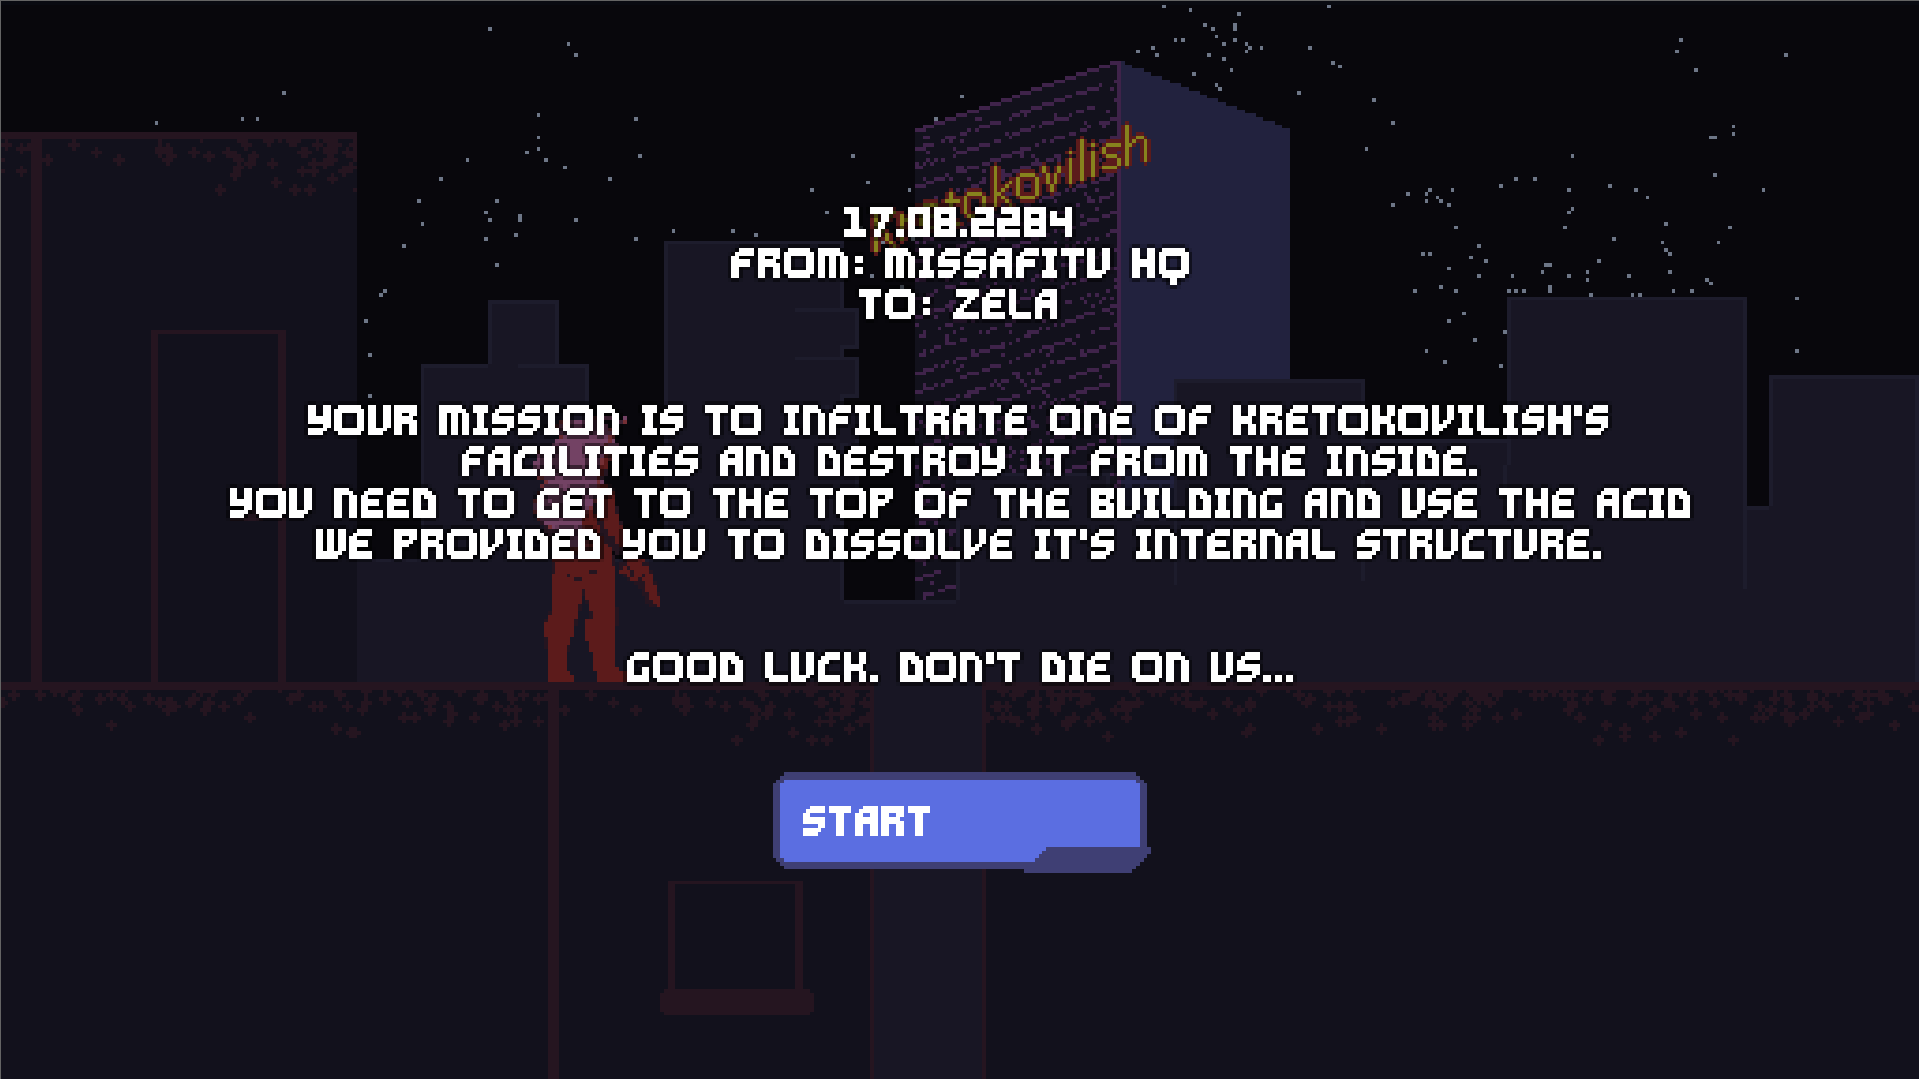 Kretokovilish
17.08.2284
FROM: MISSAFITU HQ
TO: ZELA
YOUR MISSION IS TO INFILTRATE ONE OF KRETOKOVILISH'S
FACILITIES AND DESTROY IT FROM THE INSIDE.
YOU NEED TO GET TO THE TOP OF THE BUILDING AND USE THE ACID
WE PROVIDED YOU TO DISSOLVE IT'S INTERNAL STRUCTURE.
GOOD LUCK. DON'T DIE ON US...
START